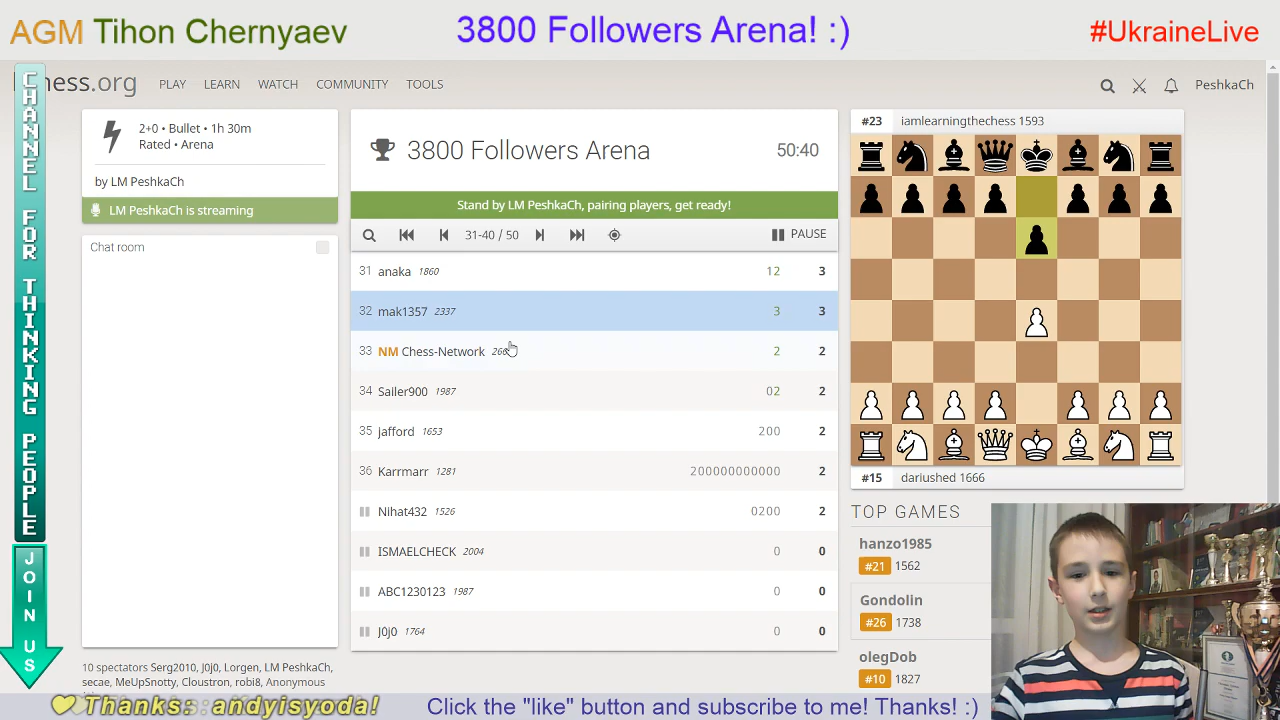 AGM Tihon Chernyaev
3800 Followers Arena! :)
#UkraineLive
CHANNEL FOR THINKING PEOPLE
JOIN US
hess.org
PLAY LEARN WATCH COMMUNITY TOOLS
PeshkaCh
2+0 • Bullet • 1h 30m
Rated • Arena
by LM PeshkaCh
LM PeshkaCh is streaming
Chat room
10 spectators Serg2010, J0j0, Lorgen, LM PeshkaCh,
secae, MeUpSnotty, Cloustron, robi8, Anonymous
3800 Followers Arena 50:40
Stand by LM PeshkaCh, pairing players, get ready!
31-40 / 50 PAUSE
31 anaka 1860 12 3
32 mak1357 2337 3 3
33 NM Chess-Network 2 2
34 Sailer900 1987 02 2
35 jafford 1653 200 2
36 Karrmarr 1281 200000000000 2
Nihat432 1526 0200 2
ISMAELCHECK 2004 0 0
ABC1230123 1987 0 0
J0j0 1764 0 0
#23 iamlearningthechess 1593
#15 dariushed 1666
TOP GAMES
hanzo1985
#21 1562
Gondolin
#26 1738
olegDob
#10 1827
Thanks: andyisyoda!
Click the "like" button and subscribe to me! Thanks! :)